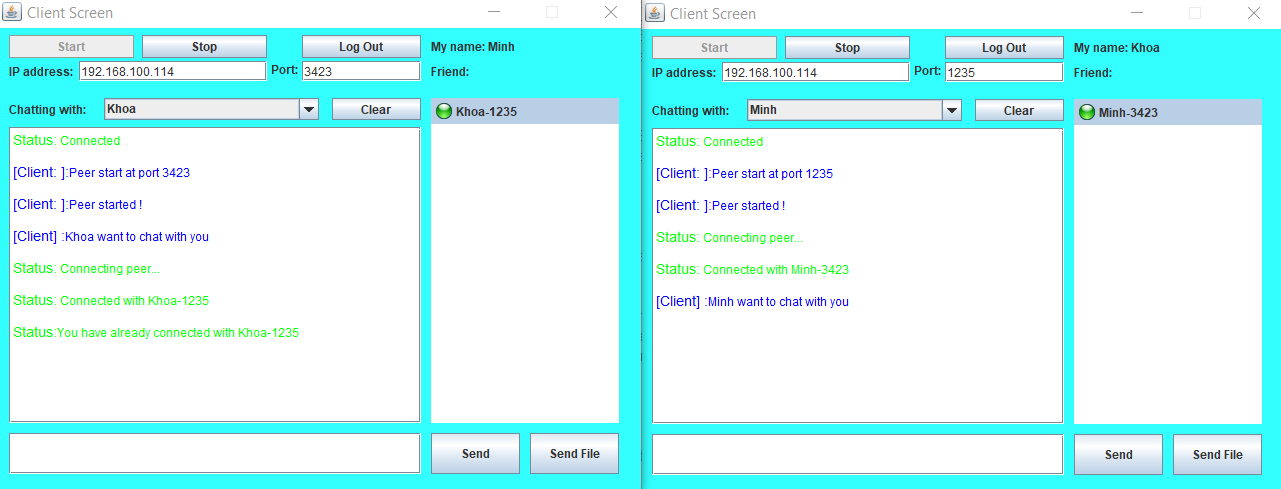 Client Screen
Start Stop Log Out My name: Minh
IP address: 192.168.100.114 Port: 3423 Friend:
Chatting with: Khoa Clear Khoa-1235
Status: Connected
[Client: ]:Peer start at port 3423
[Client: ]:Peer started !
[Client] :Khoa want to chat with you
Status: Connecting peer...
Status: Connected with Khoa-1235
Status:You have already connected with Khoa-1235
Send Send File
Client Screen
Start Stop Log Out My name: Khoa
IP address: 192.168.100.114 Port: 1235 Friend:
Chatting with: Minh Clear Minh-3423
Status: Connected
[Client: ]:Peer start at port 1235
[Client: ]:Peer started !
Status: Connecting peer...
Status: Connected with Minh-3423
[Client] :Minh want to chat with you
Send Send File